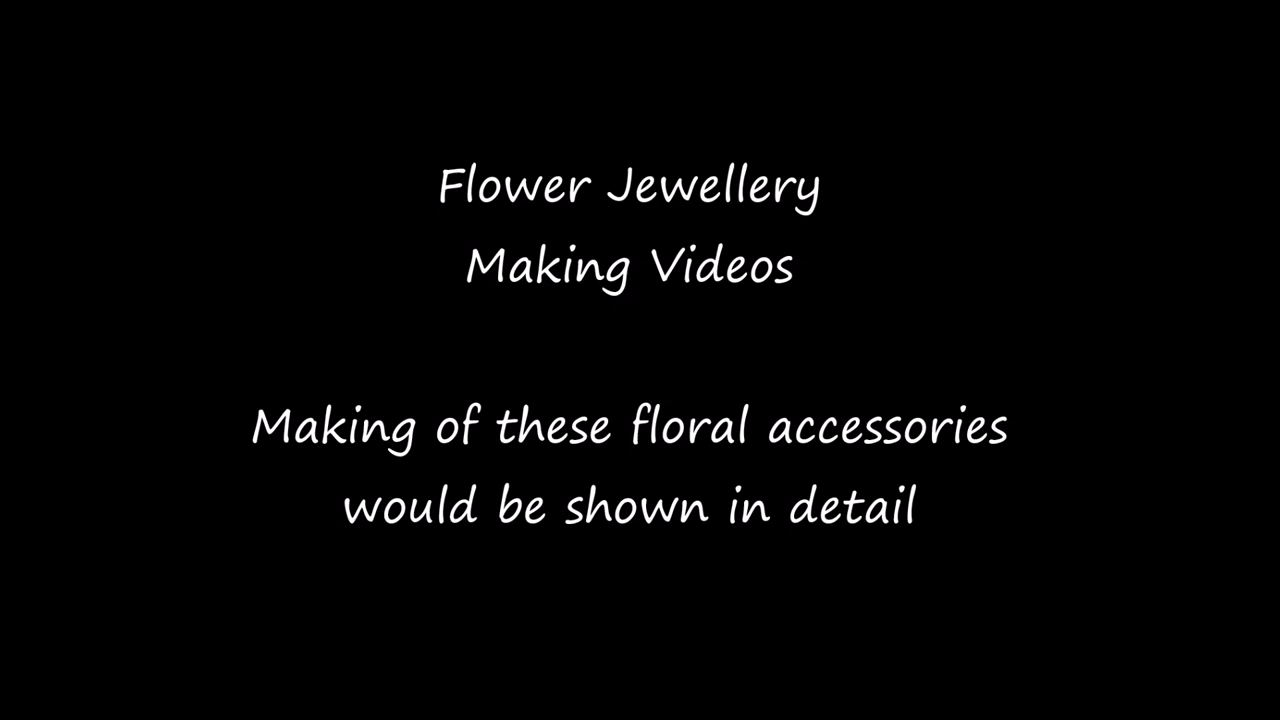 Flower Jewellery
Making Videos
Making of these floral accessories
would be shown in detail